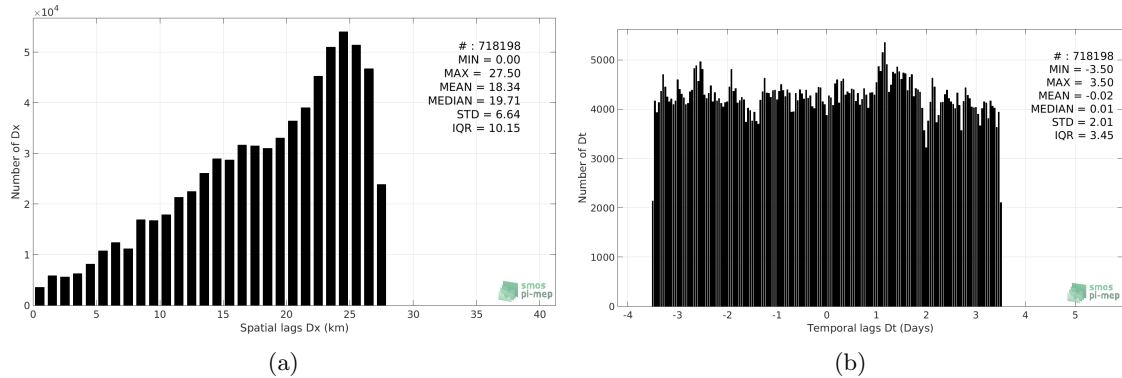 ×10⁴
5
4
3
2
1
0
Number of Dx
# : 718198
MIN = 0.00
MAX = 27.50
MEAN = 18.34
MEDIAN = 19.71
STD = 6.64
IQR = 10.15
smos
pi-mep
0 5 10 15 20 25 30 35 40
Spatial lags Dx (km)
(a)
5000
4000
3000
2000
1000
0
Number of Dt
# : 718198
MIN = -3.50
MAX = 3.50
MEAN = -0.02
MEDIAN = 0.01
STD = 2.01
IQR = 3.45
smos
pi-mep
-4 -3 -2 -1 0 1 2 3 4 5
Temporal lags Dt (Days)
(b)